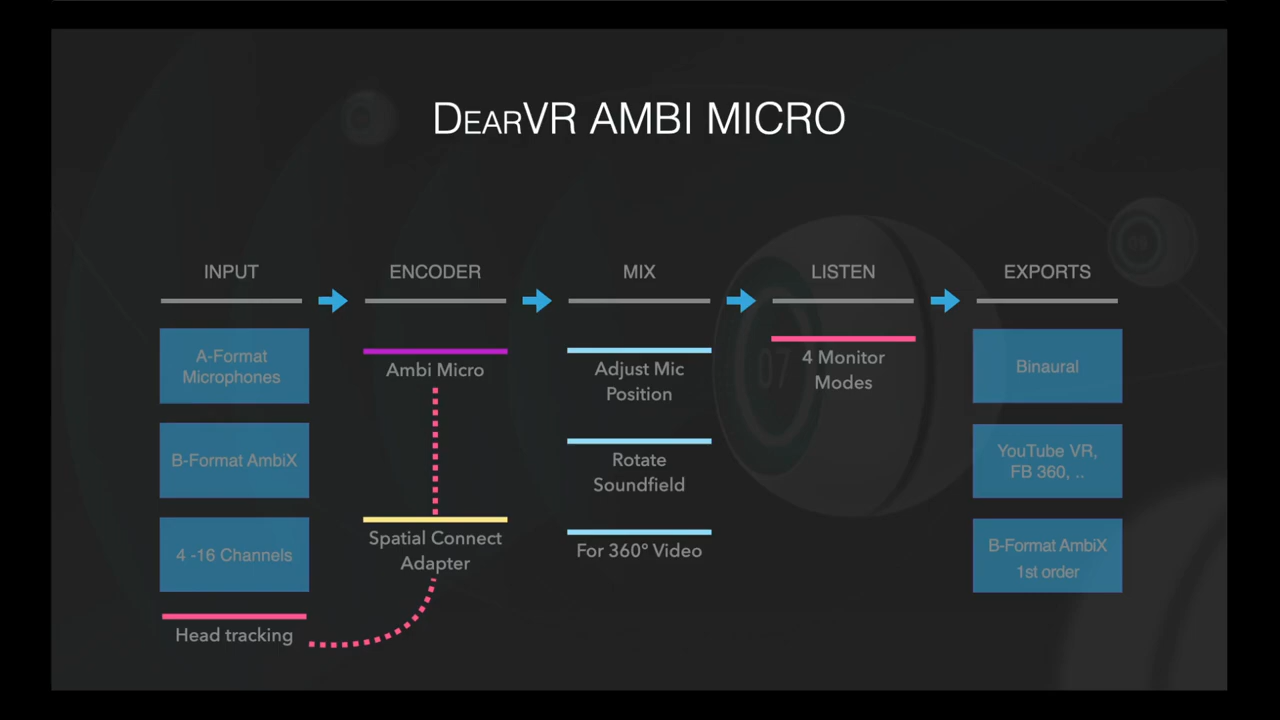 DEARVR AMBI MICRO
INPUT
ENCODER
MIX
LISTEN
EXPORTS
A-Format
Microphones
B-Format AmbiX
4 -16 Channels
Head tracking
Ambi Micro
Spatial Connect
Adapter
Adjust Mic
Position
Rotate
Soundfield
For 360° Video
4 Monitor
Modes
Binaural
YouTube VR,
FB 360, ..
B-Format AmbiX
1st order
07
09